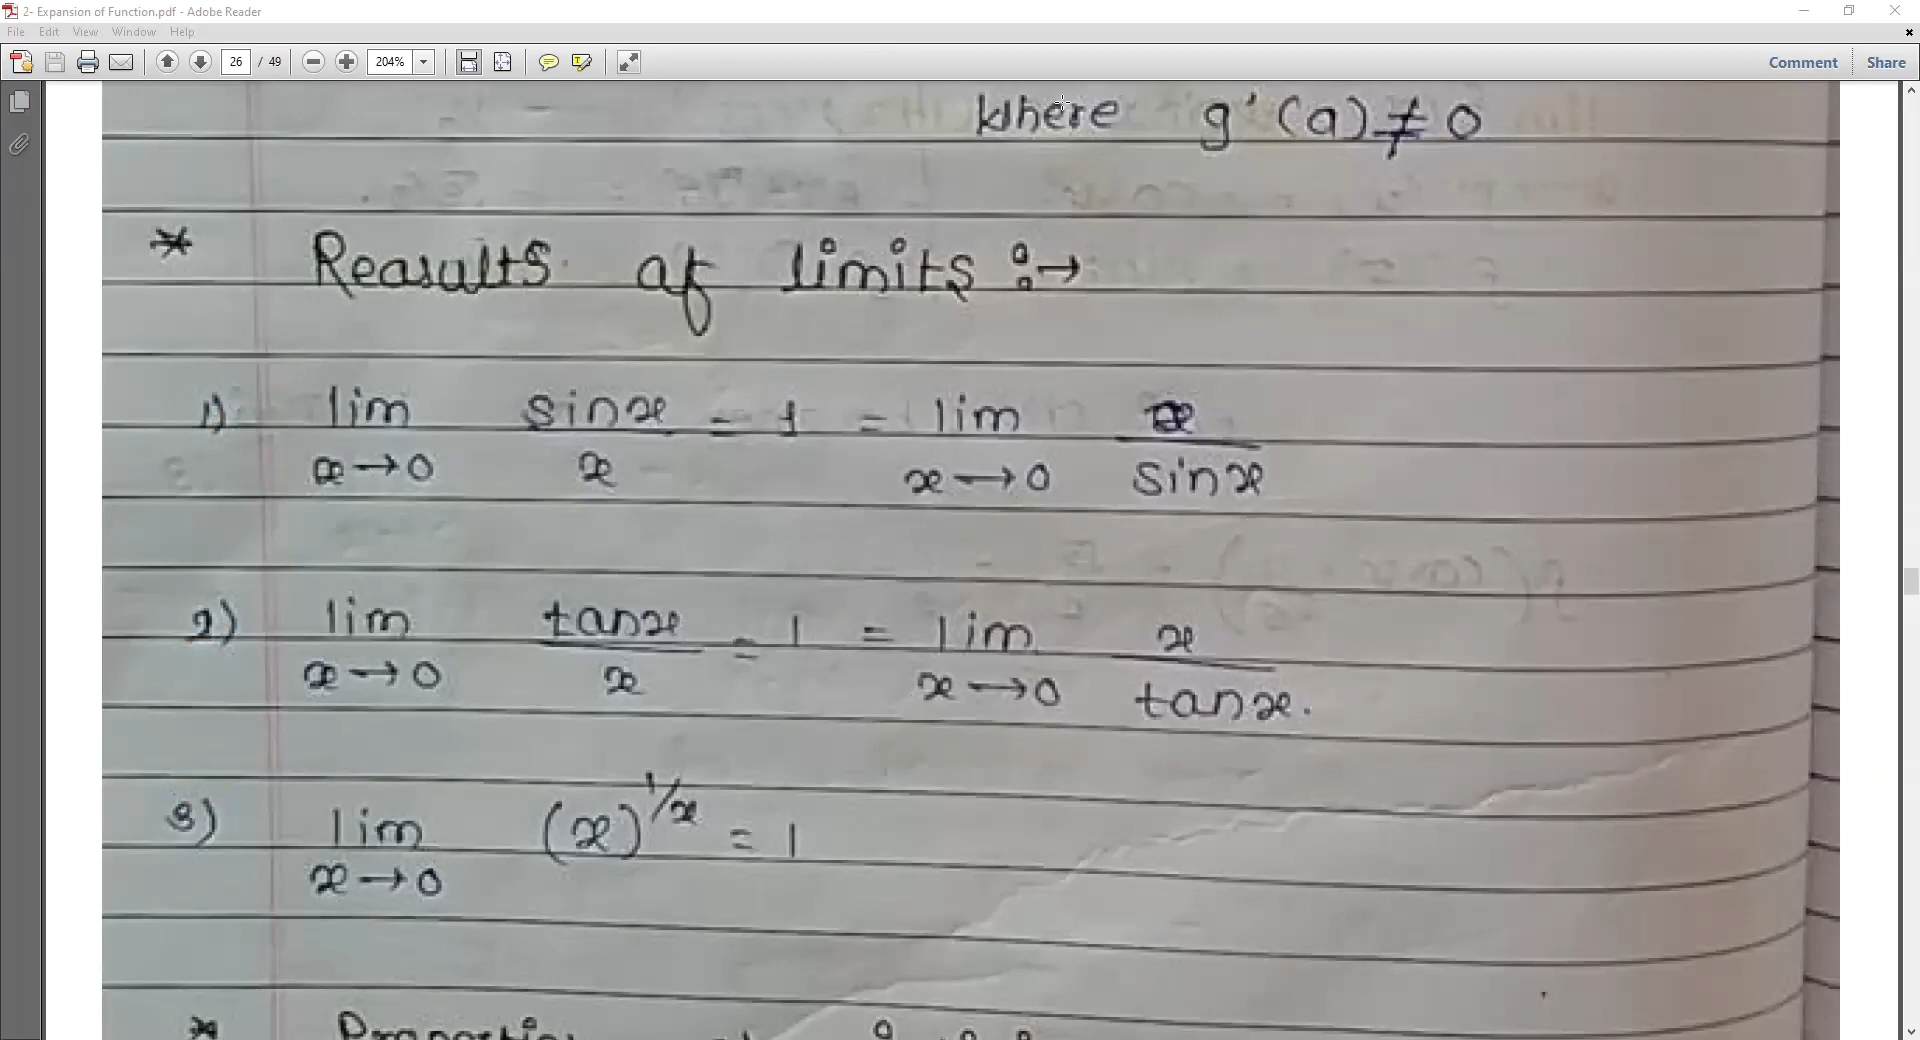 2- Expansion of Function.pdf - Adobe Reader
File Edit View Window Help
26 / 49 204% Comment Share
Where g'(a) ≠ 0
* Reasults of limits :→
1) lim x→0 sinx/x = 1 = lim x→0 x/sinx
2) lim x→0 tanx/x = 1 = lim x→0 x/tanx.
3) lim x→0 (x)^1/x = 1